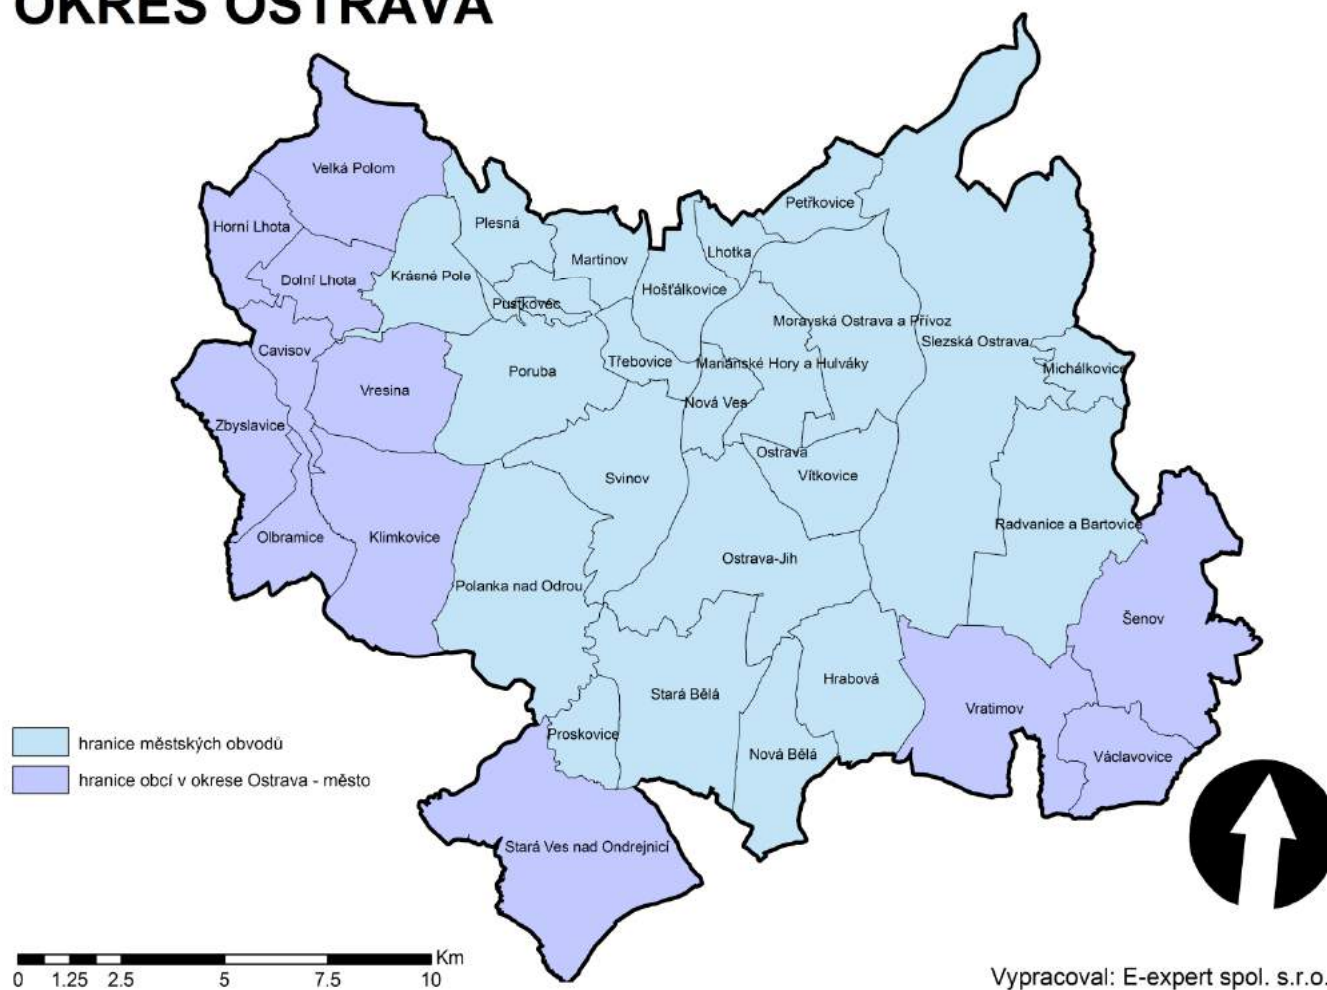 OKRES OSTRAVA
Velká Polom
Petřkovice
Horní Lhota
Plesná
Lhotka
Martinov
Dolní Lhota
Krásné Pole
Hošťálkovice
Pustkovec
Moravská Ostrava a Přívoz
Slezská Ostrava
Cavisov
Třebovice
Mariánské Hory a Hulváky
Michálkovice
Poruba
Vresina
Nová Ves
Zbyslavice
Ostrava
Svinov
Vítkovice
Radvanice a Bartovice
Olbramice
Klimkovice
Ostrava-Jih
Polanka nad Odrou
Šenov
Hrabová
Stará Bělá
Vratimov
Proskovice
hranice městských obvodů
Nová Bělá
Václavovice
hranice obcí v okrese Ostrava - město
Stará Ves nad Ondrejnicí
Km
0 1.25 2.5 5 7.5 10
Vypracoval: E-expert spol. s.r.o.